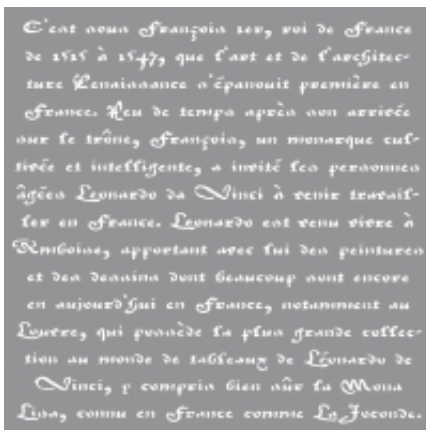 C'est sous François 1er, roi de France
de 1515 à 1547, que l'art et de l'architec-
ture Renaissance s'épanouit première en
France. Peu de temps après son arrivée
sur le trône, François, un monarque cul-
tivée et intelligente, a invité les personnes
âgées Leonardo da Vinci à venir travail-
ler en France. Leonardo est venu vivre à
Amboise, apportant avec lui des peintures
et des dessins dont beaucoup sont encore
en aujourd'hui en France, notamment au
Louvre, qui possède la plus grande collec-
tion au monde de tableaux de Léonardo de
Vinci, y compris bien sûr la Mona
Lisa, connu en France comme La Joconde.